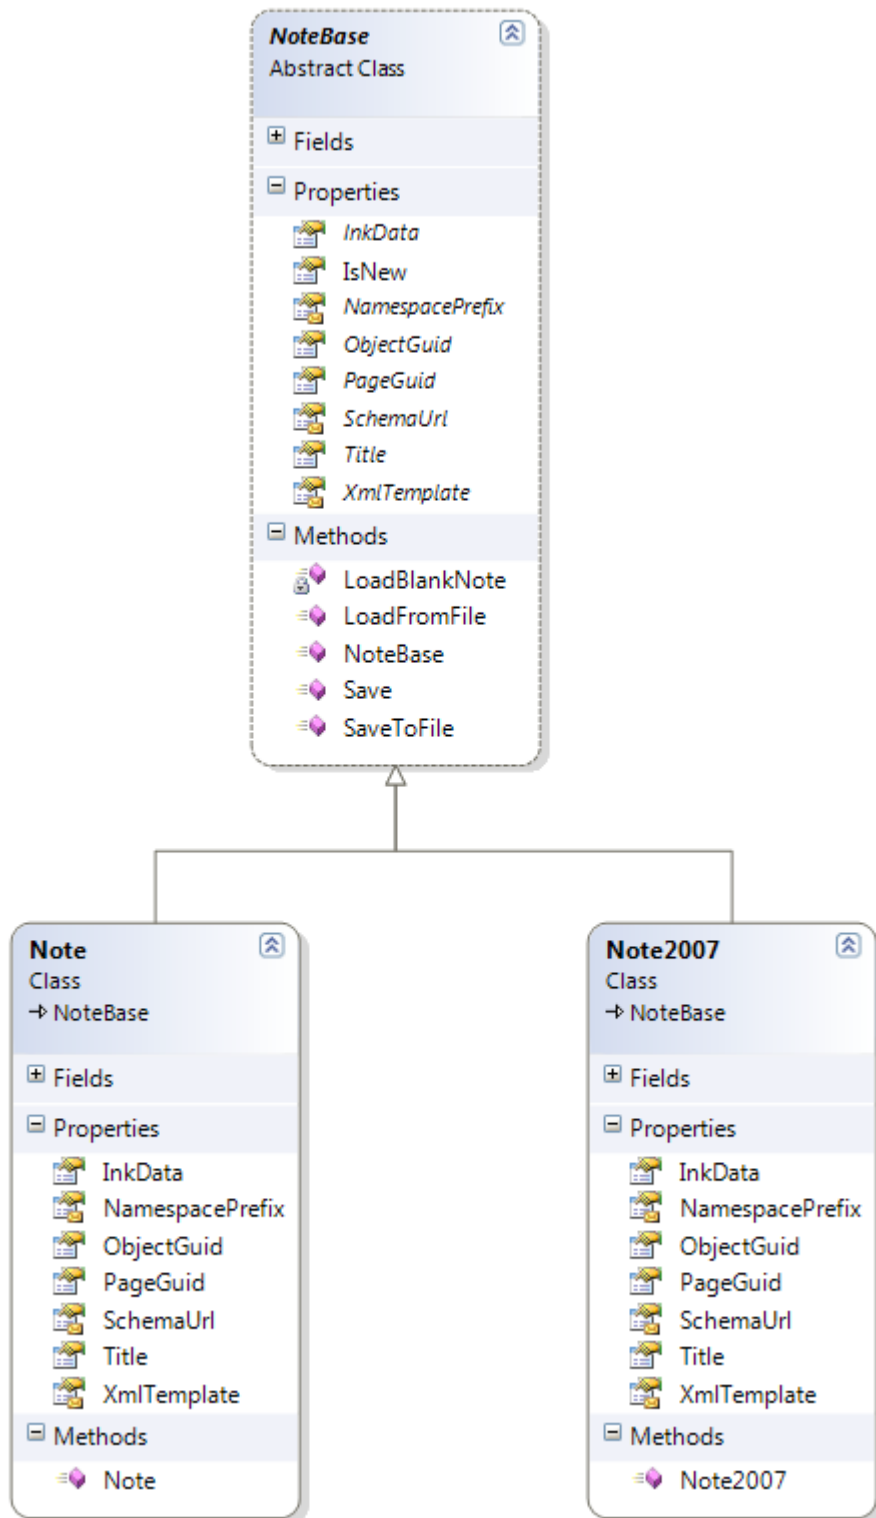 NoteBase
Abstract Class
Fields
Properties
InkData
IsNew
NamespacePrefix
ObjectGuid
PageGuid
SchemaUrl
Title
XmlTemplate
Methods
LoadBlankNote
LoadFromFile
NoteBase
Save
SaveToFile
Note
Class
NoteBase
Fields
Properties
InkData
NamespacePrefix
ObjectGuid
PageGuid
SchemaUrl
Title
XmlTemplate
Methods
Note
Note2007
Class
NoteBase
Fields
Properties
InkData
NamespacePrefix
ObjectGuid
PageGuid
SchemaUrl
Title
XmlTemplate
Methods
Note2007